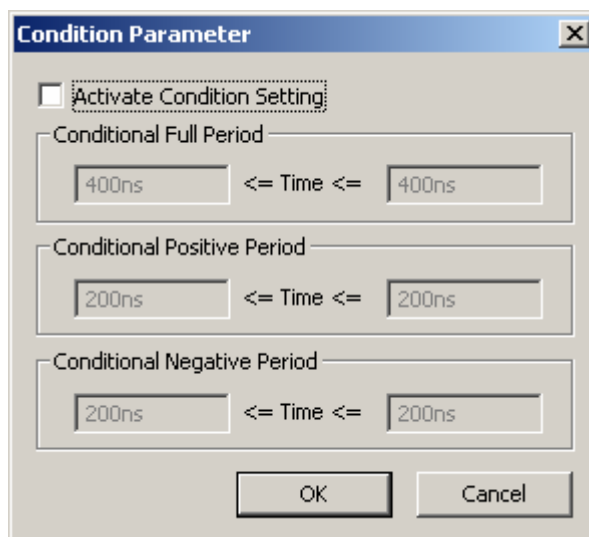 Condition Parameter
Activate Condition Setting
Conditional Full Period
400ns <= Time <= 400ns
Conditional Positive Period
200ns <= Time <= 200ns
Conditional Negative Period
200ns <= Time <= 200ns
OK Cancel